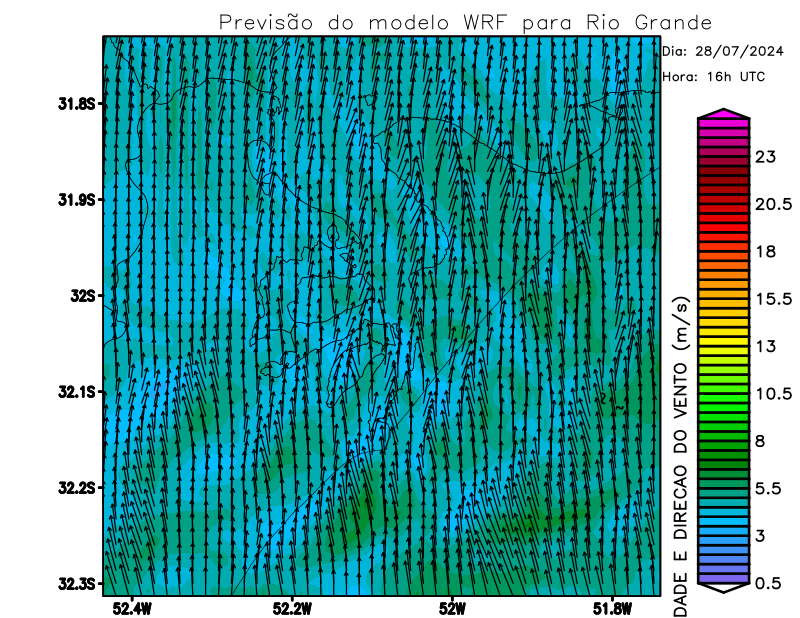 Previsão do modelo WRF para Rio Grande
Dia: 28/07/2024
Hora: 16h UTC
31.8S
31.9S
32S
32.1S
32.2S
32.3S
52.4W
52.2W
52W
51.8W
23
20.5
18
15.5
13
10.5
8
5.5
3
0.5
DADE E DIRECAO DO VENTO (m/s)